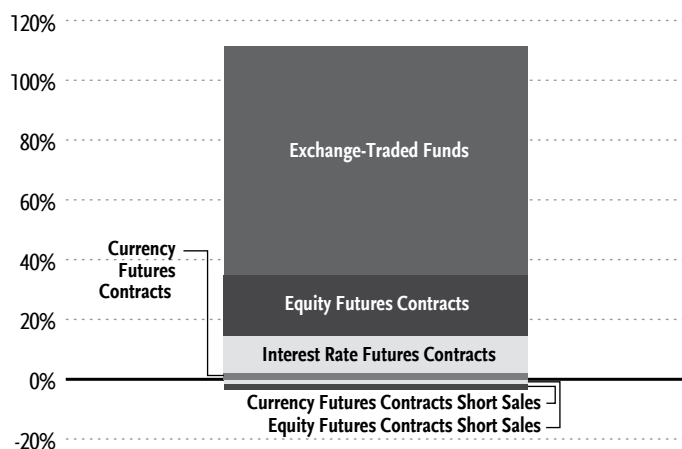 120%
100%
Exchange-Traded Funds
80%
60%
40%
Currency
Futures
Contracts
Equity Futures Contracts
20%
Interest Rate Futures Contracts
0%
Currency Futures Contracts Short Sales
Equity Futures Contracts Short Sales
-20%